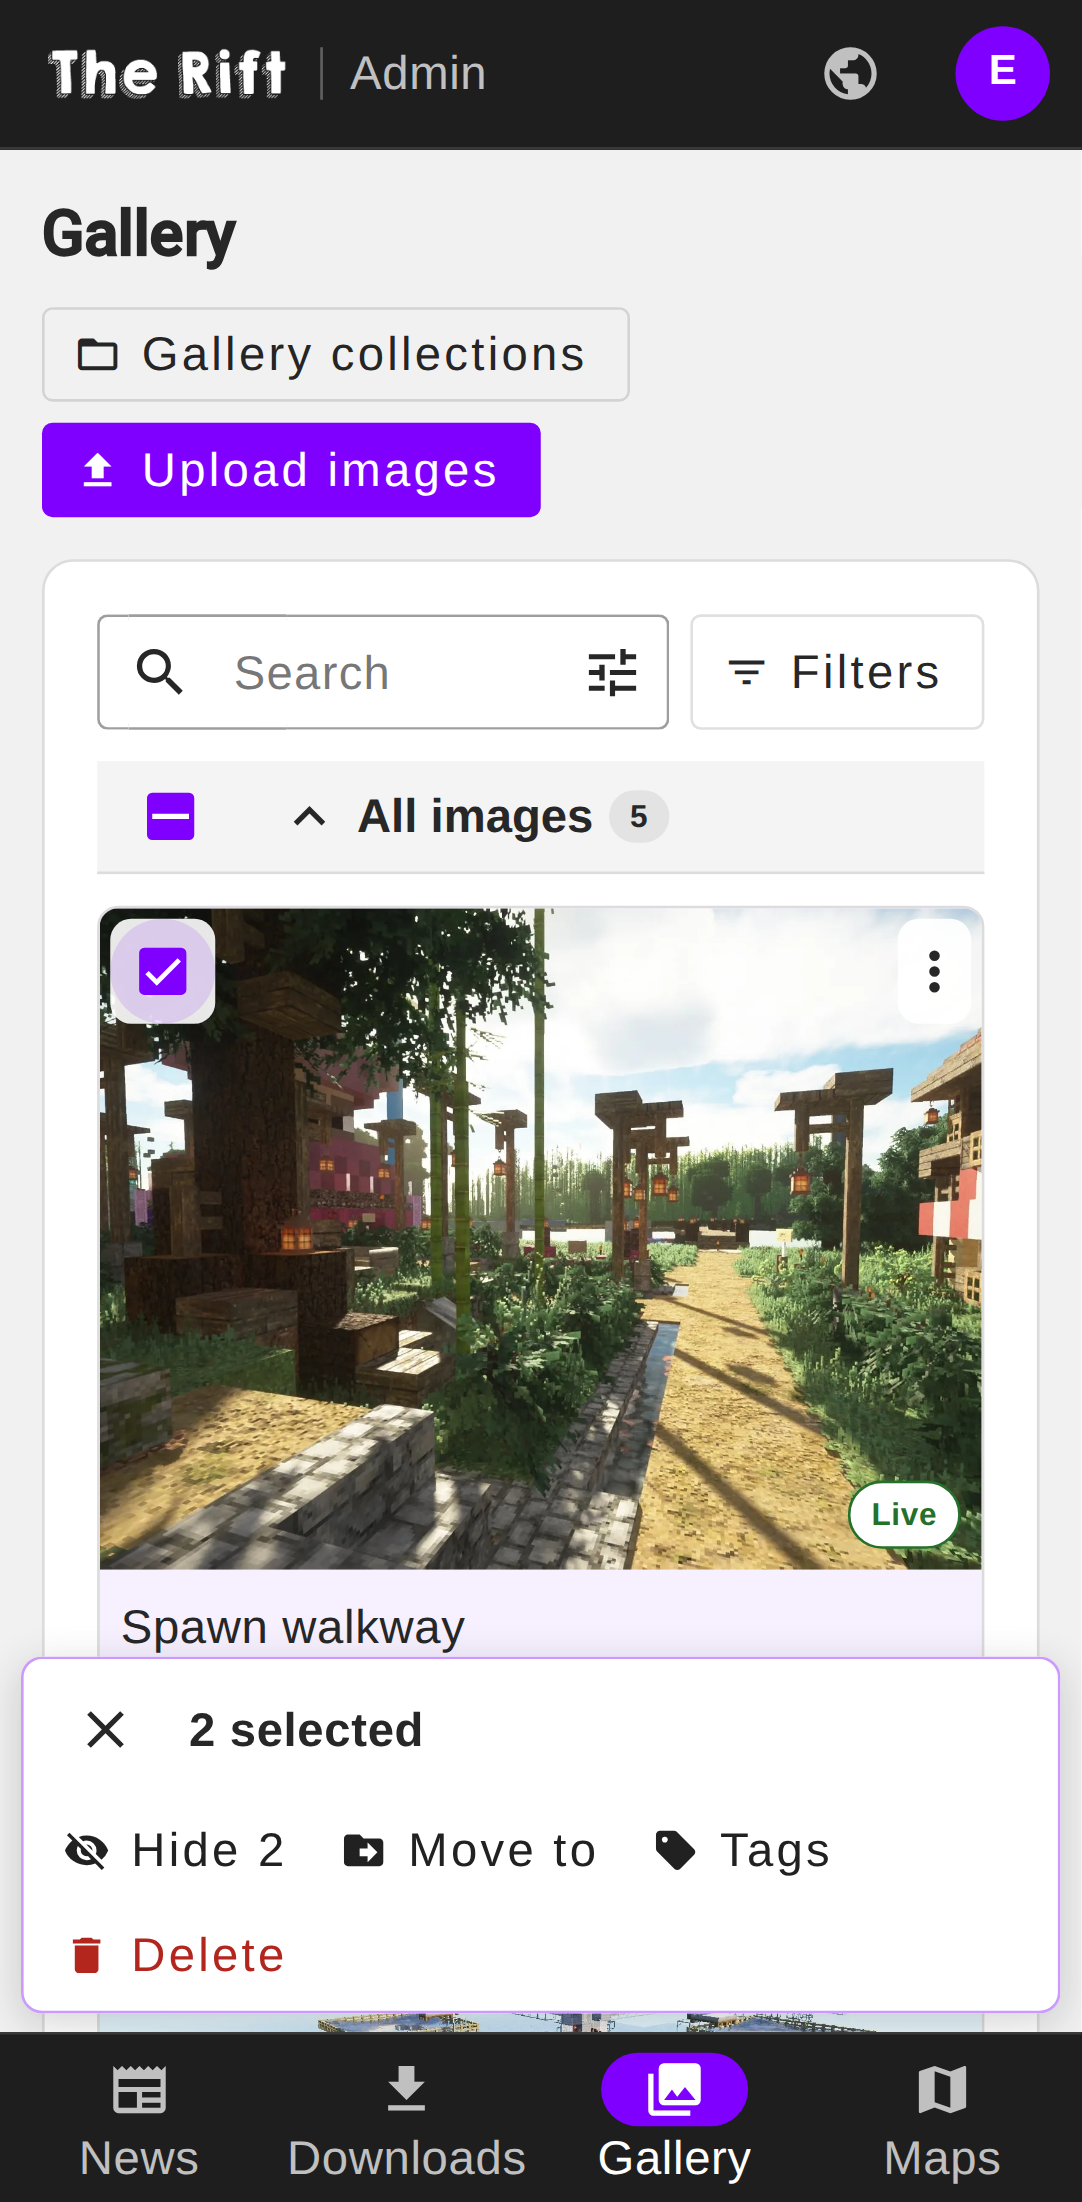 The Rift
Admin
E
Gallery
Gallery collections
Upload images
Search
Filters
All images 5
Live
Spawn walkway
2 selected
Hide 2
Move to
Tags
Delete
News
Downloads
Gallery
Maps